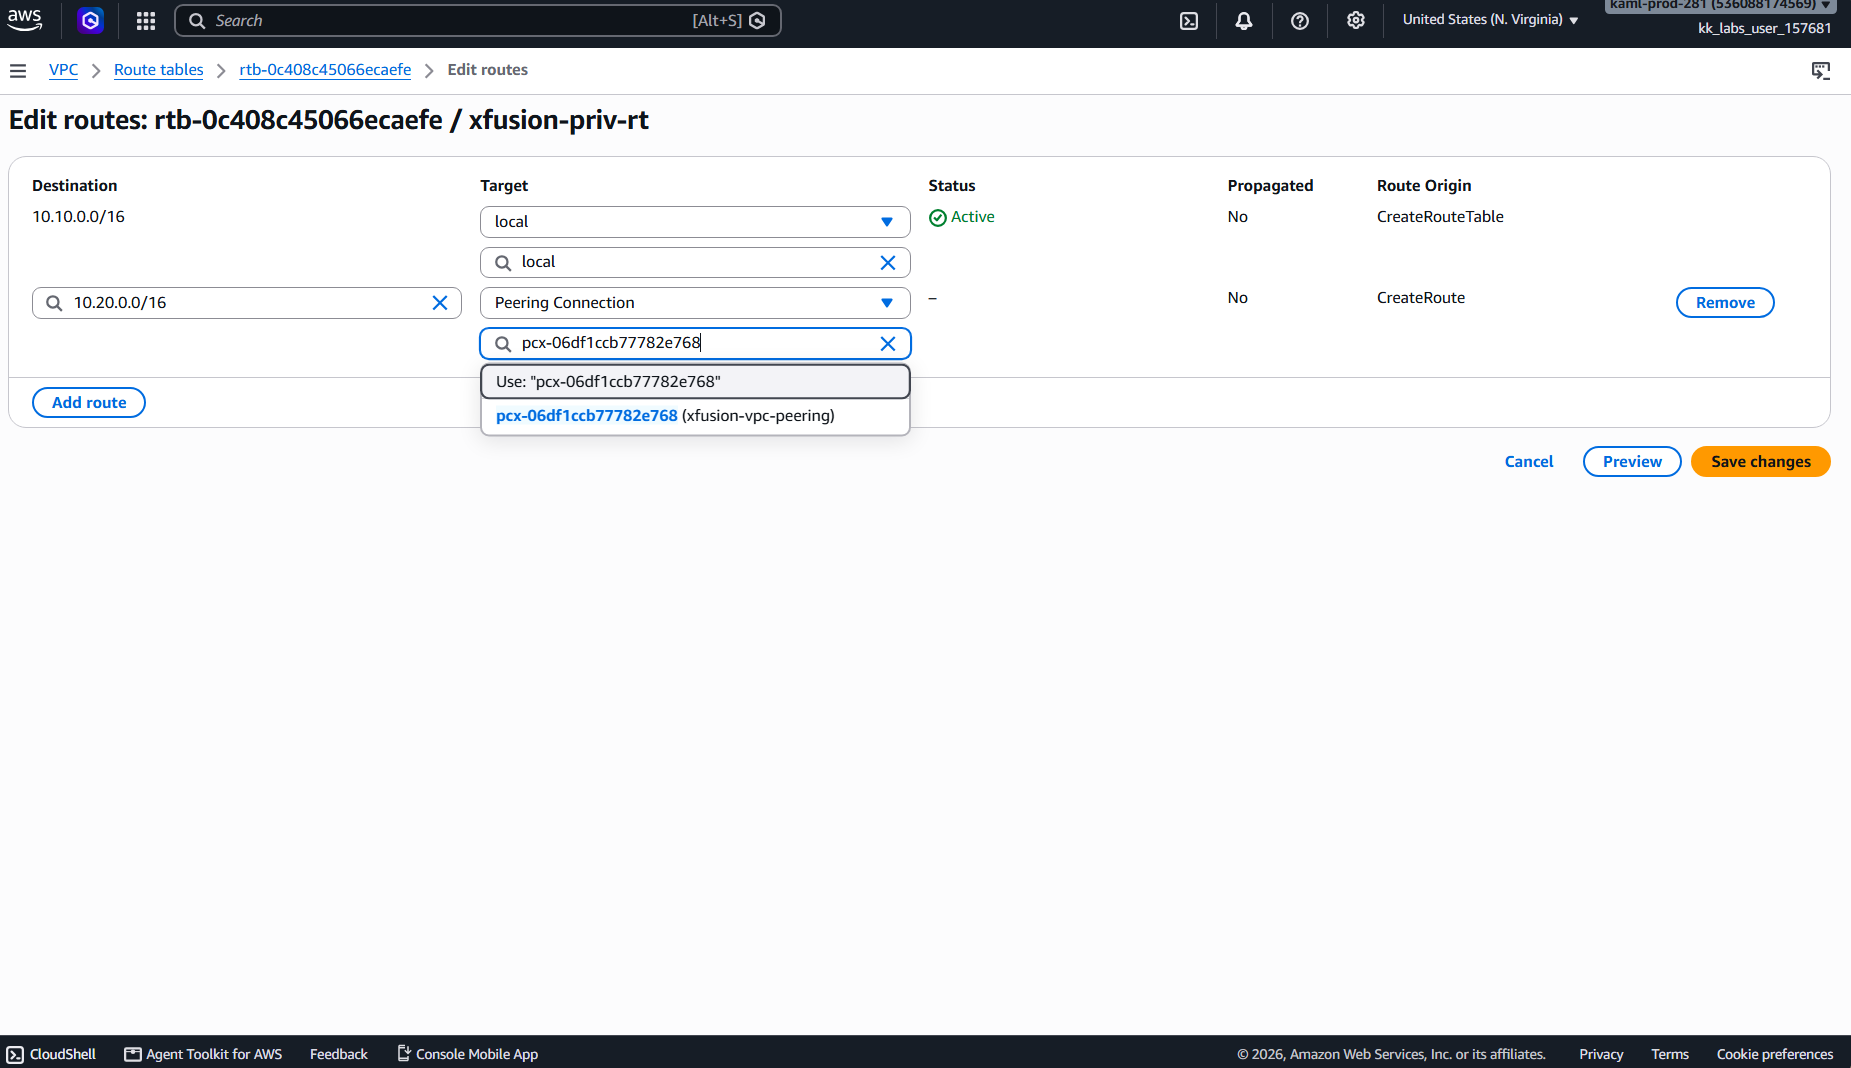 aws
Search [Alt+S]
United States (N. Virginia)
kaml-prod-281 (536088174569)
kk_labs_user_157681
VPC > Route tables > rtb-0c408c45066ecaefe > Edit routes
Edit routes: rtb-0c408c45066ecaefe / xfusion-priv-rt
Destination Target Status Propagated Route Origin
10.10.0.0/16 local Active No CreateRouteTable
local
10.20.0.0/16 Peering Connection – No CreateRoute Remove
pcx-06df1ccb77782e768
Use: "pcx-06df1ccb77782e768"
pcx-06df1ccb77782e768 (xfusion-vpc-peering)
Add route
Cancel Preview Save changes
CloudShell Agent Toolkit for AWS Feedback Console Mobile App © 2026, Amazon Web Services, Inc. or its affiliates. Privacy Terms Cookie preferences